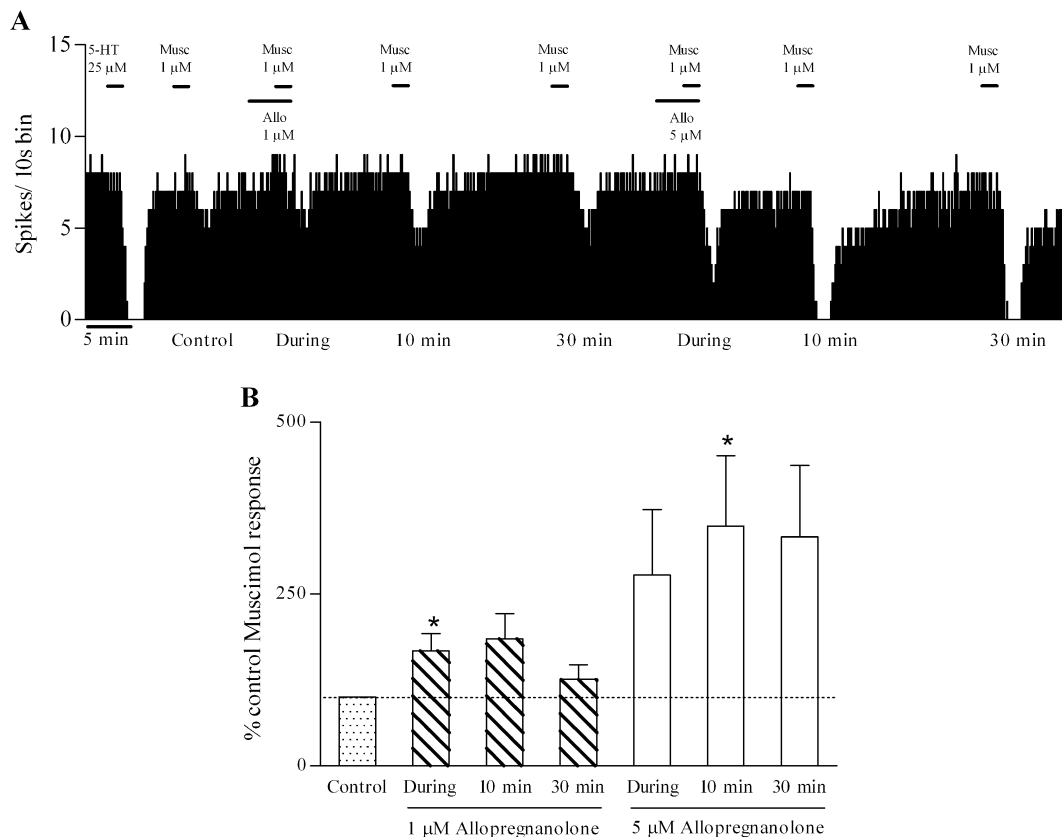 A
15
10
5
0
Spikes/ 10s bin
5-HT
25 µM
Musc
1 µM
Musc
1 µM
Allo
1 µM
Musc
1 µM
Musc
1 µM
Musc
1 µM
Allo
5 µM
Musc
1 µM
Musc
1 µM
5 min Control During 10 min 30 min During 10 min 30 min
B
500
250
0
% control Muscimol response
* *
Control During 10 min 30 min During 10 min 30 min
1 µM Allopregnanolone 5 µM Allopregnanolone